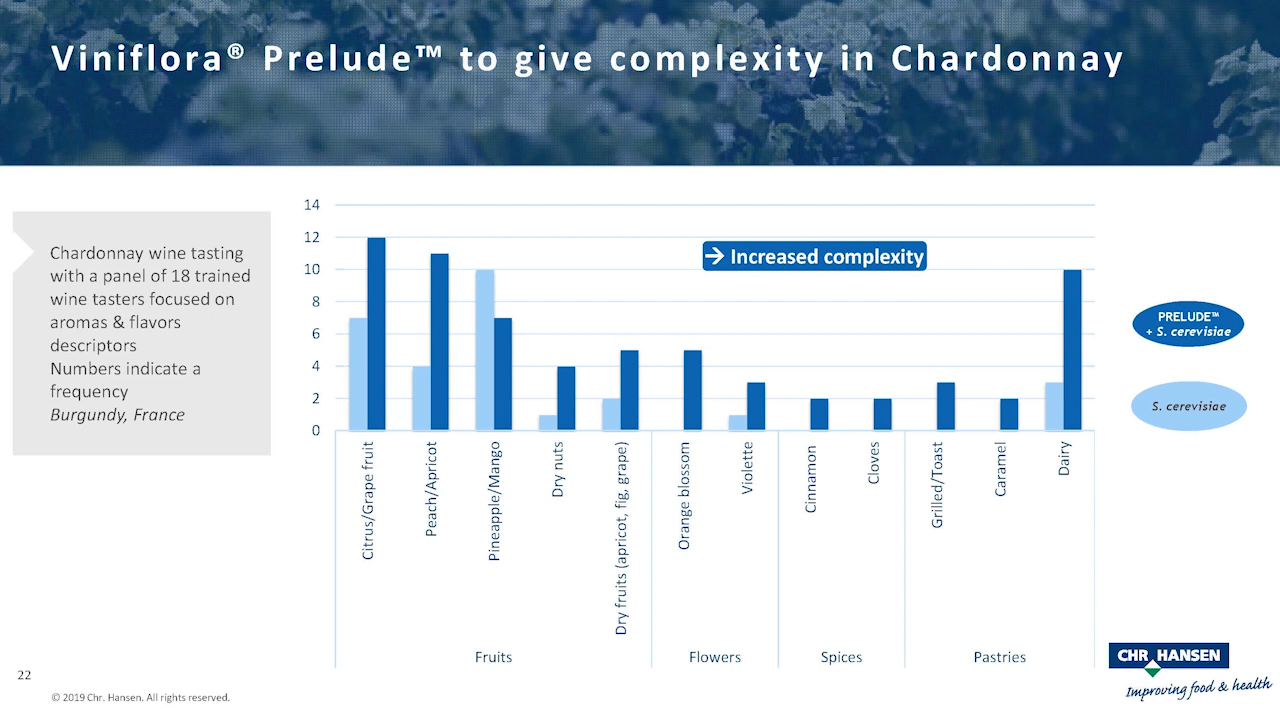 Viniflora® Prelude™ to give complexity in Chardonnay
Chardonnay wine tasting
with a panel of 18 trained
wine tasters focused on
aromas & flavors
descriptors
Numbers indicate a
frequency
Burgundy, France
14
12
10
8
6
4
2
0
→ Increased complexity
Citrus/Grape fruit
Peach/Apricot
Pineapple/Mango
Dry nuts
Dry fruits (apricot, fig, grape)
Orange blossom
Violette
Cinnamon
Cloves
Grilled/Toast
Caramel
Dairy
Fruits
Flowers
Spices
Pastries
PRELUDE™
+ S. cerevisiae
S. cerevisiae
22
© 2019 Chr. Hansen. All rights reserved.
CHR HANSEN
Improving food & health